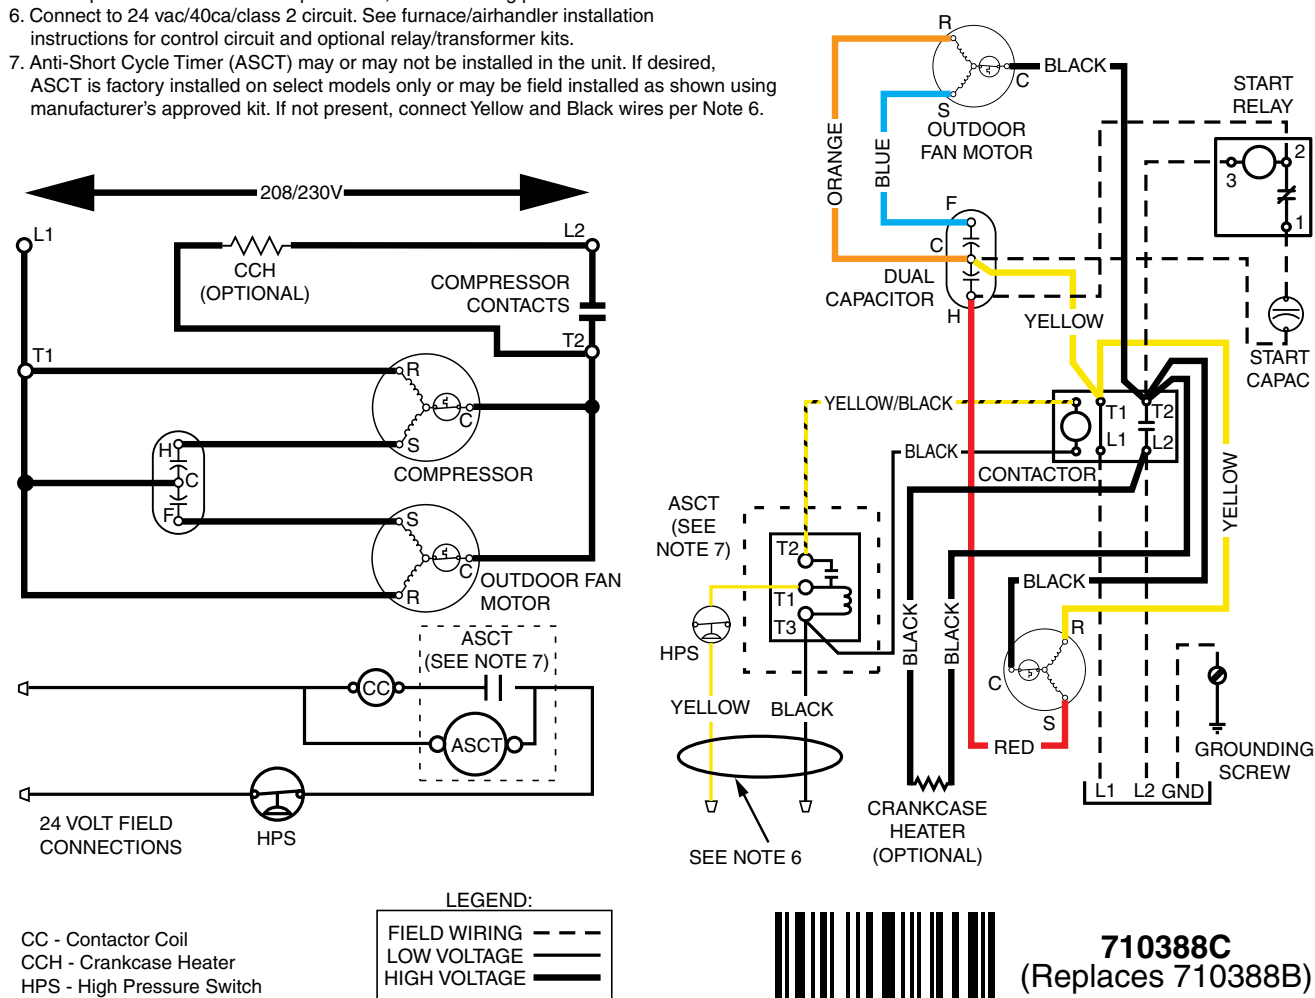 6. Connect to 24 vac/40ca/class 2 circuit. See furnace/airhandler installation
instructions for control circuit and optional relay/transformer kits.
7. Anti-Short Cycle Timer (ASCT) may or may not be installed in the unit. If desired,
ASCT is factory installed on select models only or may be field installed as shown using
manufacturer's approved kit. If not present, connect Yellow and Black wires per Note 6.
208/230V
L1
L2
CCH
(OPTIONAL)
COMPRESSOR
CONTACTS
T1
T2
R
C
S
COMPRESSOR
H
C
F
S
C
R
OUTDOOR FAN
MOTOR
ASCT
(SEE NOTE 7)
CC
ASCT
HPS
24 VOLT FIELD
CONNECTIONS
R
C
S
BLACK
OUTDOOR
FAN MOTOR
ORANGE
BLUE
START
RELAY
2
3
1
F
C
H
DUAL
CAPACITOR
YELLOW
START
CAPAC
YELLOW/BLACK
T1
T2
L1
L2
BLACK
CONTACTOR
YELLOW
ASCT
(SEE
NOTE 7)
T2
T1
T3
HPS
YELLOW
BLACK
SEE NOTE 6
BLACK
BLACK
BLACK
R
C
S
RED
CRANKCASE
HEATER
(OPTIONAL)
L1
L2
GND
GROUNDING
SCREW
CC - Contactor Coil
CCH - Crankcase Heater
HPS - High Pressure Switch
LEGEND:
FIELD WIRING
LOW VOLTAGE
HIGH VOLTAGE
710388C
(Replaces 710388B)